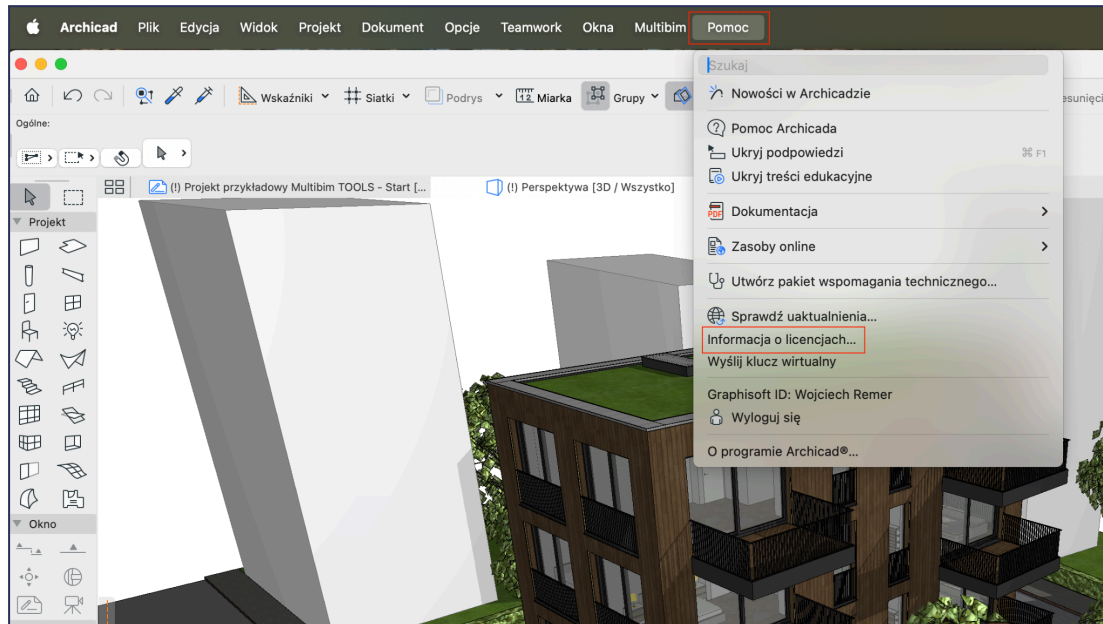 Archicad Plik Edycja Widok Projekt Dokument Opcje Teamwork Okna Multibim Pomoc
Szukaj
Wskaźniki Siatki Podrys 12 Miarka Grupy
Nowości w Archicadzie
Ogólne:
Pomoc Archicada
Ukryj podpowiedzi ⌘ F1
Ukryj treści edukacyjne
(!) Projekt przykładowy Multibim TOOLS - Start [...
(!) Perspektywa [3D / Wszystko]
Projekt
PDF Dokumentacja
Zasoby online
Utwórz pakiet wspomagania technicznego...
Sprawdź uaktualnienia...
Informacja o licencjach...
Wyślij klucz wirtualny
Graphisoft ID: Wojciech Remer
Wyloguj się
O programie Archicad®...
Okno